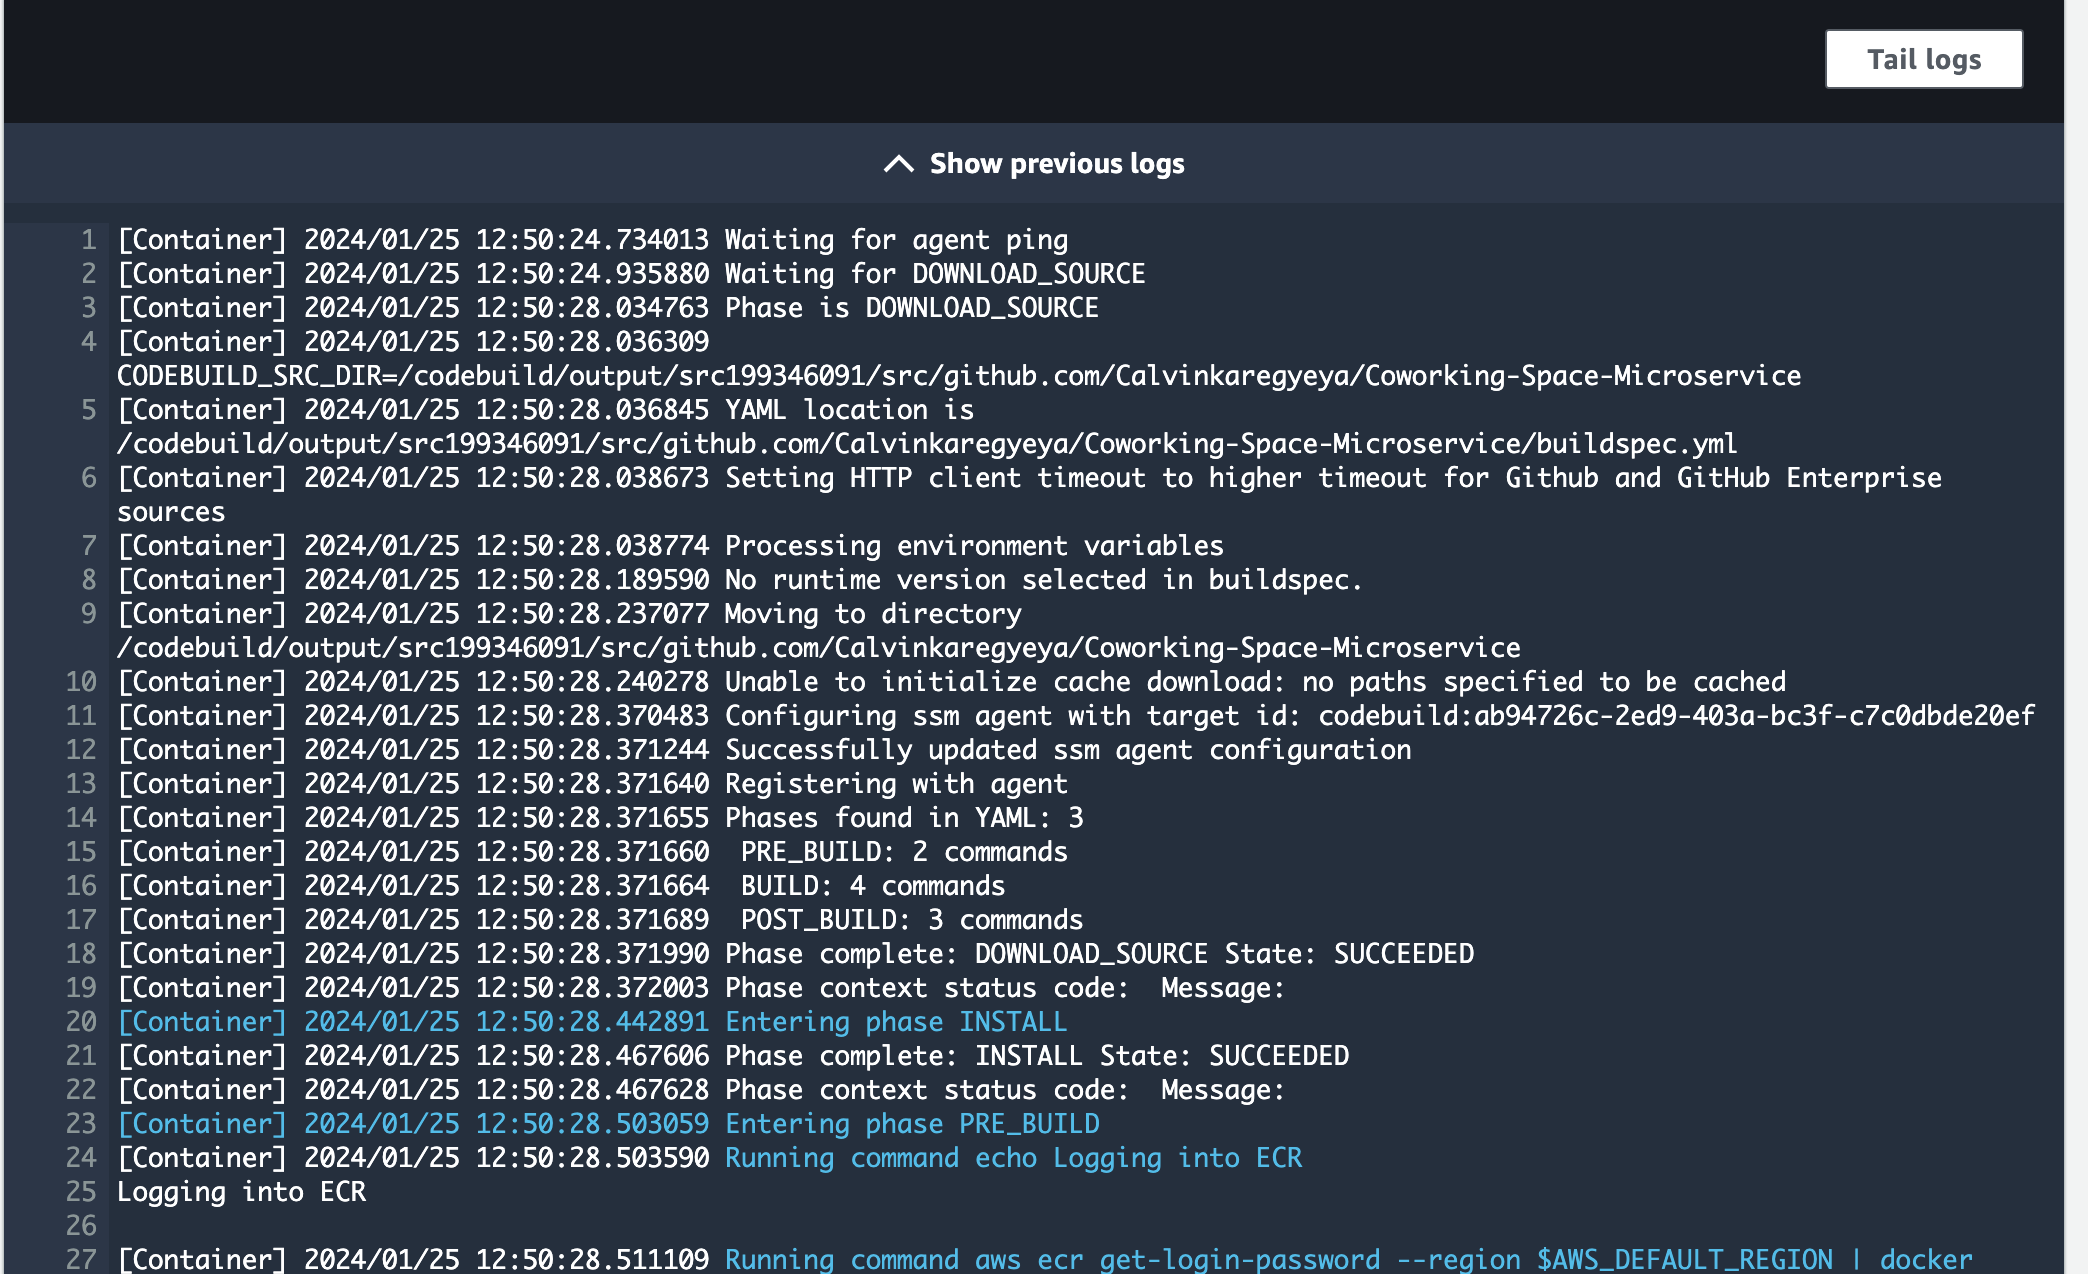 Tail logs
Show previous logs
1 [Container] 2024/01/25 12:50:24.734013 Waiting for agent ping
2 [Container] 2024/01/25 12:50:24.935880 Waiting for DOWNLOAD_SOURCE
3 [Container] 2024/01/25 12:50:28.034763 Phase is DOWNLOAD_SOURCE
4 [Container] 2024/01/25 12:50:28.036309
CODEBUILD_SRC_DIR=/codebuild/output/src199346091/src/github.com/Calvinkaregyeya/Coworking-Space-Microservice
5 [Container] 2024/01/25 12:50:28.036845 YAML location is
/codebuild/output/src199346091/src/github.com/Calvinkaregyeya/Coworking-Space-Microservice/buildspec.yml
6 [Container] 2024/01/25 12:50:28.038673 Setting HTTP client timeout to higher timeout for Github and GitHub Enterprise
sources
7 [Container] 2024/01/25 12:50:28.038774 Processing environment variables
8 [Container] 2024/01/25 12:50:28.189590 No runtime version selected in buildspec.
9 [Container] 2024/01/25 12:50:28.237077 Moving to directory
/codebuild/output/src199346091/src/github.com/Calvinkaregyeya/Coworking-Space-Microservice
10 [Container] 2024/01/25 12:50:28.240278 Unable to initialize cache download: no paths specified to be cached
11 [Container] 2024/01/25 12:50:28.370483 Configuring ssm agent with target id: codebuild:ab94726c-2ed9-403a-bc3f-c7c0dbde20ef
12 [Container] 2024/01/25 12:50:28.371244 Successfully updated ssm agent configuration
13 [Container] 2024/01/25 12:50:28.371640 Registering with agent
14 [Container] 2024/01/25 12:50:28.371655 Phases found in YAML: 3
15 [Container] 2024/01/25 12:50:28.371660  PRE_BUILD: 2 commands
16 [Container] 2024/01/25 12:50:28.371664  BUILD: 4 commands
17 [Container] 2024/01/25 12:50:28.371689  POST_BUILD: 3 commands
18 [Container] 2024/01/25 12:50:28.371990 Phase complete: DOWNLOAD_SOURCE State: SUCCEEDED
19 [Container] 2024/01/25 12:50:28.372003 Phase context status code:  Message:
20 [Container] 2024/01/25 12:50:28.442891 Entering phase INSTALL
21 [Container] 2024/01/25 12:50:28.467606 Phase complete: INSTALL State: SUCCEEDED
22 [Container] 2024/01/25 12:50:28.467628 Phase context status code:  Message:
23 [Container] 2024/01/25 12:50:28.503059 Entering phase PRE_BUILD
24 [Container] 2024/01/25 12:50:28.503590 Running command echo Logging into ECR
25 Logging into ECR
26
27 [Container] 2024/01/25 12:50:28.511109 Running command aws ecr get-login-password --region $AWS_DEFAULT_REGION | docker